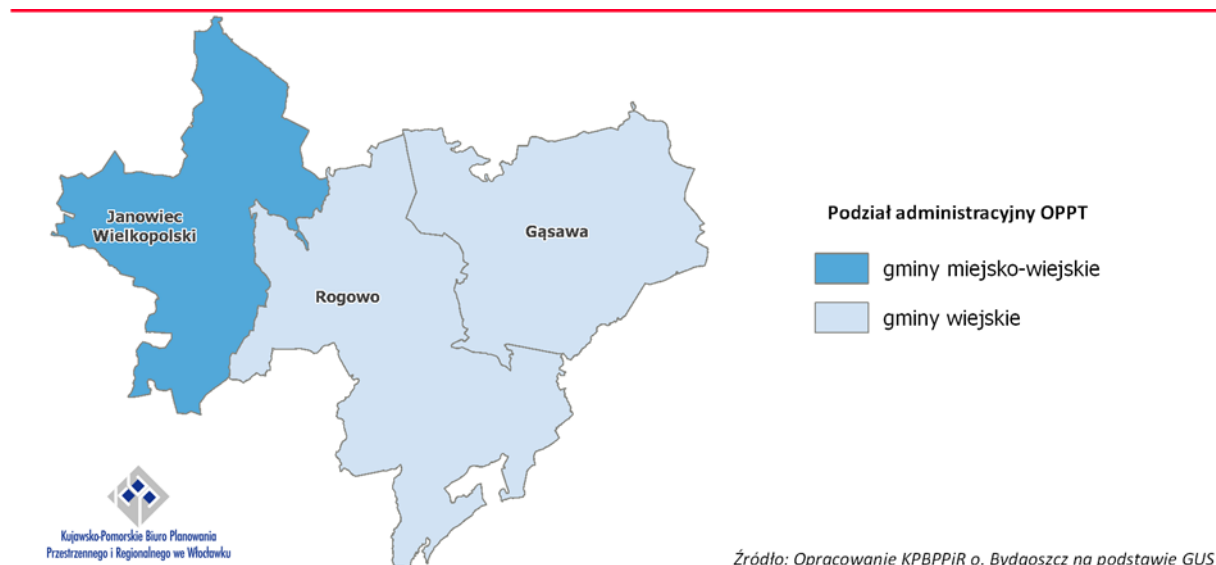 Janowiec
Wielkopolski
Rogowo
Gąsawa
Podział administracyjny OPPT
gminy miejsko-wiejskie
gminy wiejskie
Kujawsko-Pomorskie Biuro Planowania
Przestrzennego i Regionalnego we Włocławku
Źródło: Opracowanie KPBPPiR o. Bydgoszcz na podstawie GUS